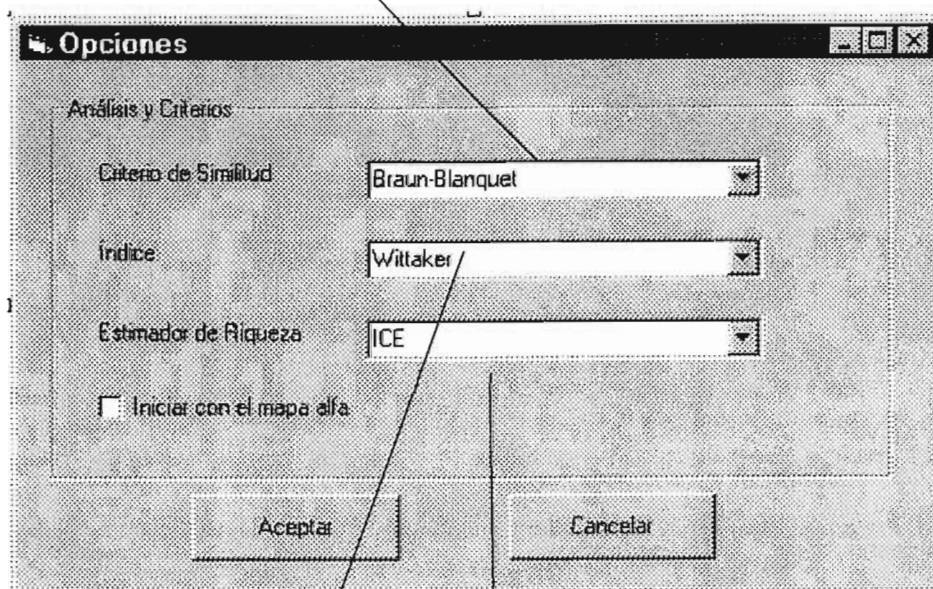 Opciones
Análisis y Criterios
Criterio de Similitud
Braun-Blanquet
Índice
Wittaker
Estimador de Riqueza
ICE
Iniciar con el mapa alfa
Aceptar
Cancelar